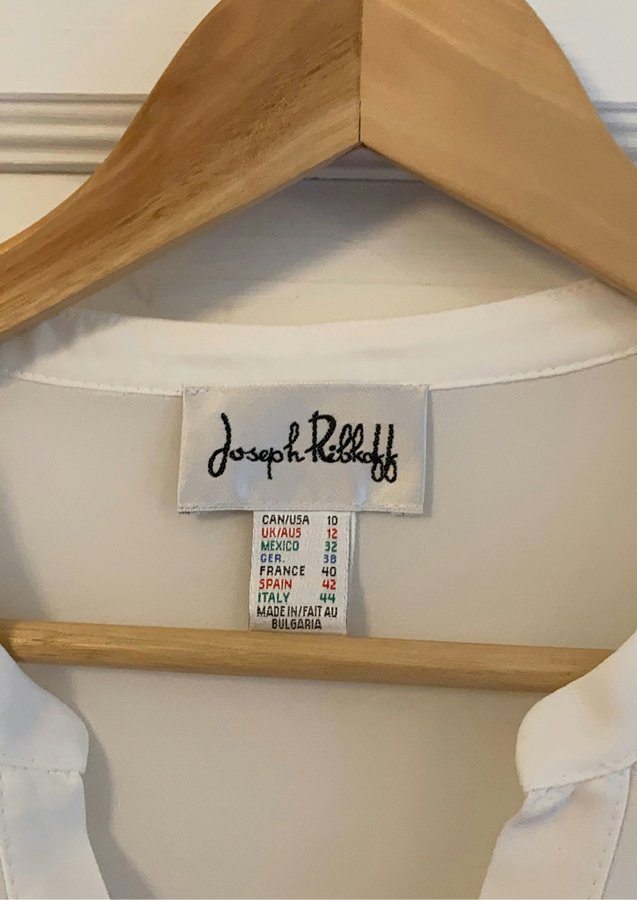 Joseph Ribkoff
CAN/USA 10
UK/AUS 12
MEXICO 32
GER. 38
FRANCE 40
SPAIN 42
ITALY 44
MADE IN/FAIT AU
BULGARIA